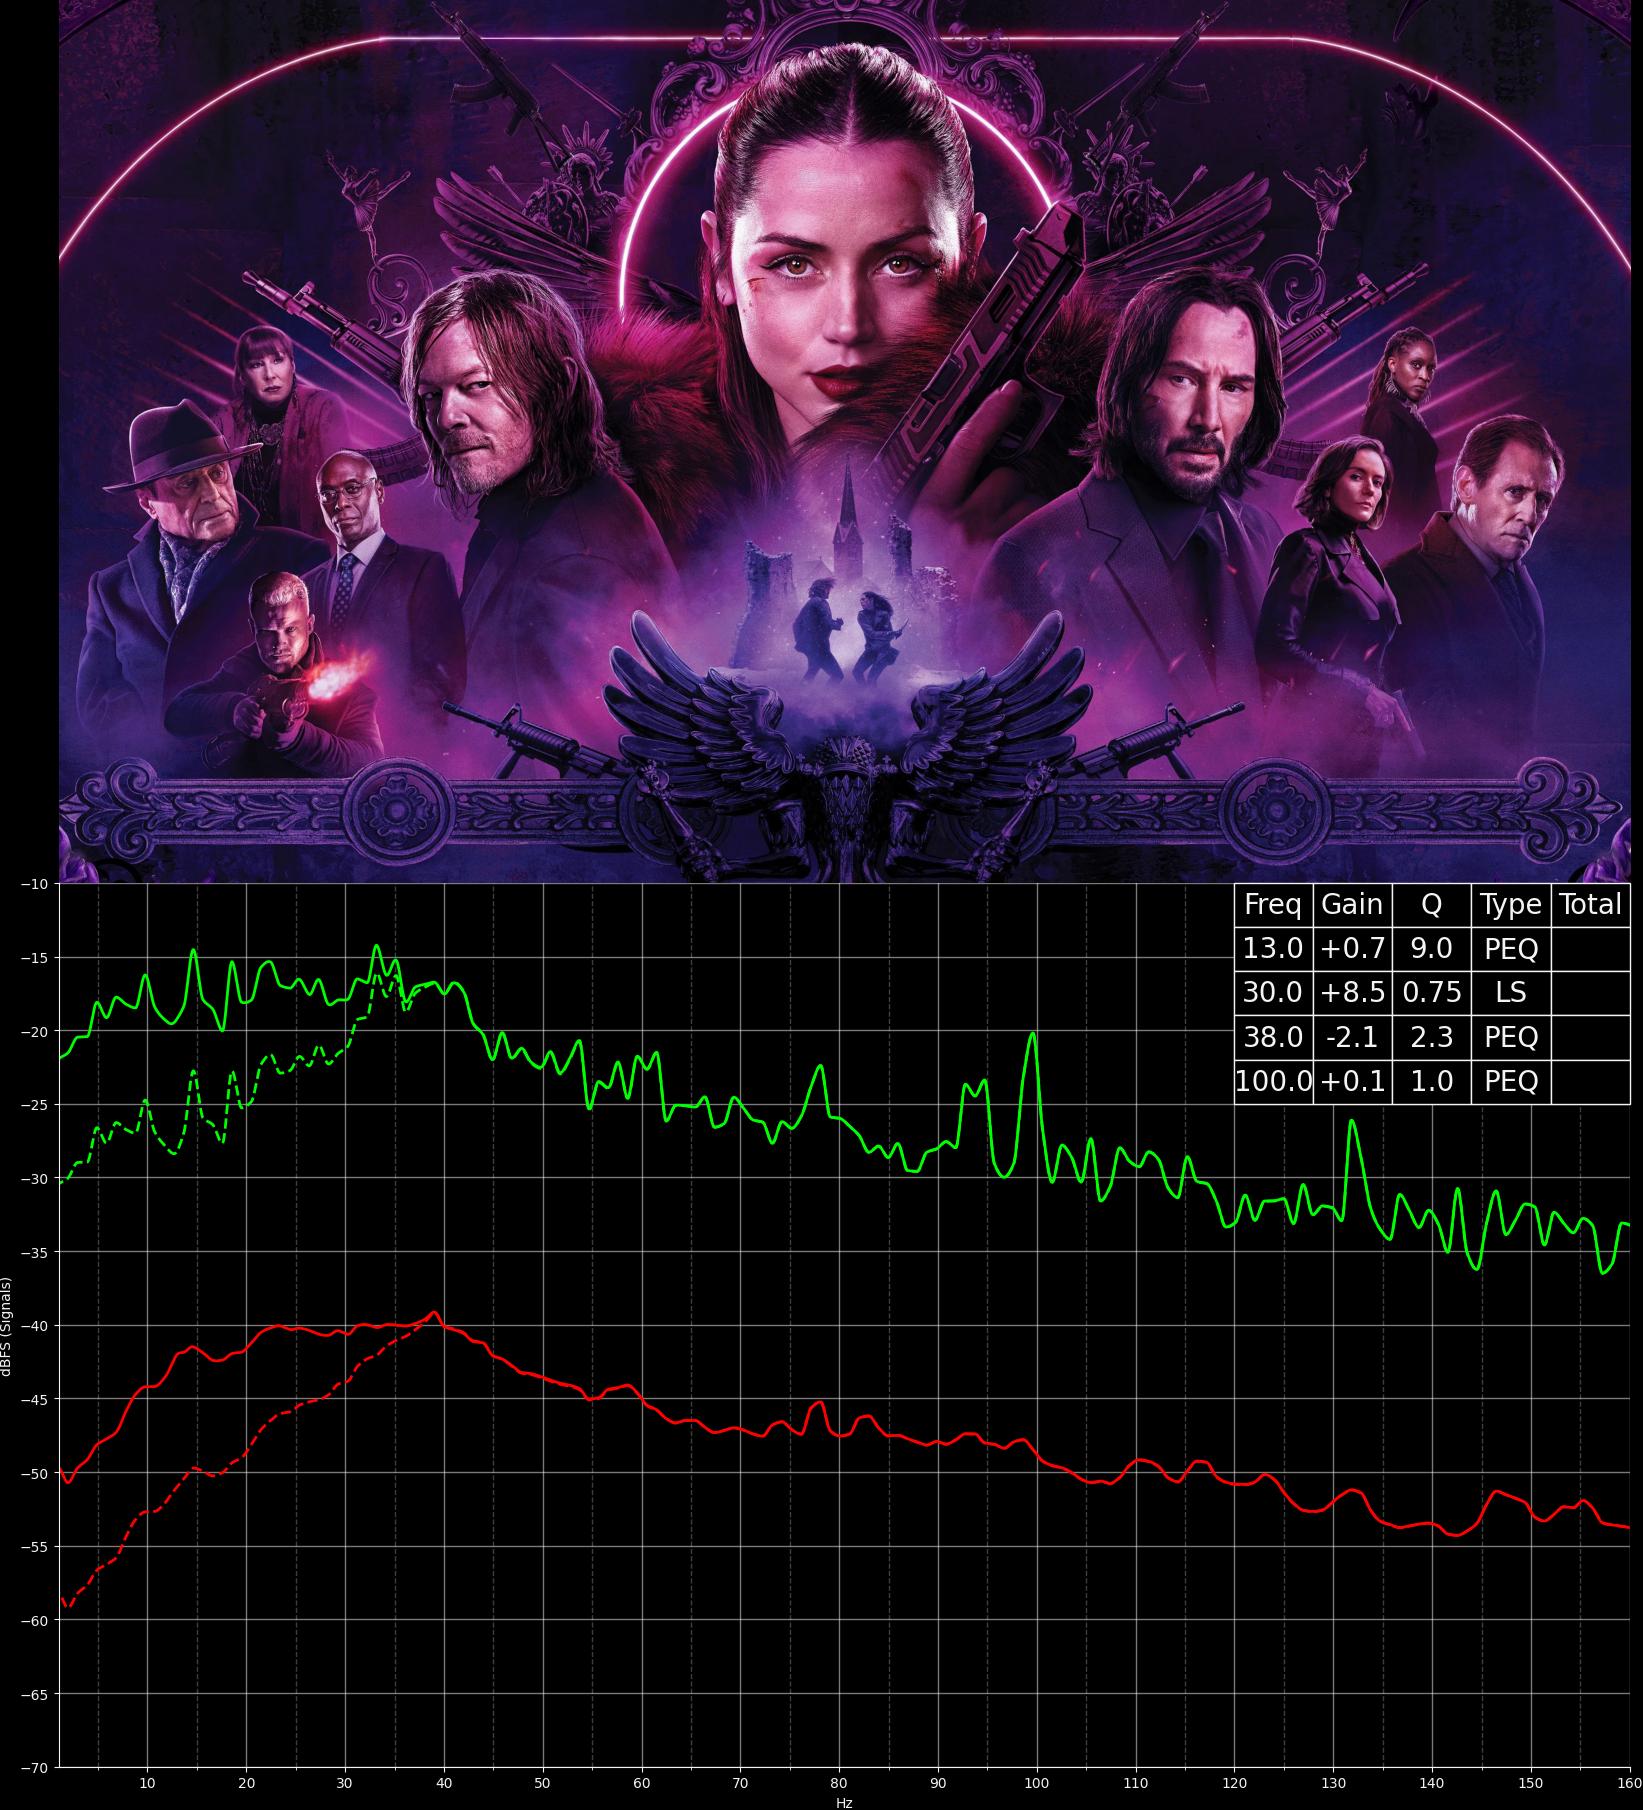 Freq Gain Q Type Total
13.0 +0.7 9.0 PEQ
30.0 +8.5 0.75 LS
38.0 -2.1 2.3 PEQ
100.0 +0.1 1.0 PEQ
−10
−15
−20
−25
−30
−35
−40
−45
−50
−55
−60
−65
−70
dBFS (Signals)
10 20 30 40 50 60 70 80 90 100 110 120 130 140 150 160
Hz